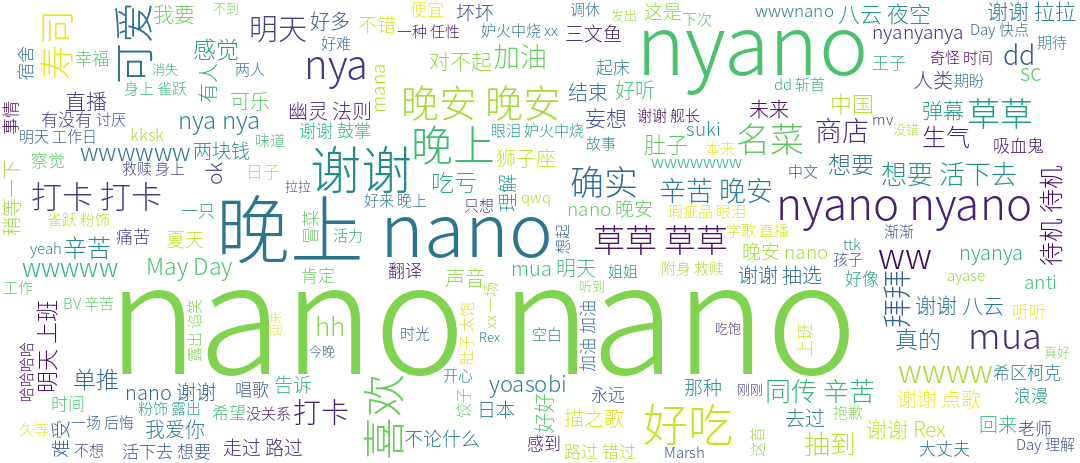 不到 便宜 坏坏 调休 发出 wwwnano 八云 夜空 谢谢 拉拉
我要 好多 不错 一种 任性 妒火中烧 xx 这是 下次 nyanyanya Day 快点
寿司 可爱 明天 加油 三文鱼 nyano 王子 奇怪 时间 期待
宿舍 幸福 感觉 有人 两人 好难 nya mana 对不起 起床 dd 斩首 人类 dd sc 期盼
消失 身上 雀跃 可乐 幽灵 法则 晚安 晚安 结束 好听 未来 中国 弹幕 草草
事情 直播 有没有 讨厌 nya nya 谢谢 鼓掌 眼泪 妒火中烧 妄想 谢谢 舰长 商店 mv 生气 没错
明天 工作日 kksk wwwwww 两块钱 味道 谢谢 晚上 故事 suki 肚子 名菜 本来 吸血鬼
察觉 救赎 身上 ok 日子 狮子座 wwwwwww 中文 想要 想要 活下去
稍等一下 打卡 打卡 拉拉 吃亏 理解 qwq 确实 辛苦 晚安 nyano nyano 待机 待机
雀跃 粉饰 一只 好来 晚上 只想 nano 晚安 瑕疵品 眼泪
yeah 辛苦 痛苦 夏天 冒菜 活力 晚上 nano 想起 草草 草草 学歌 直播 渐渐
wwwww May Day 肯定 翻译 声音 mua 明天 姐姐 晚安 nano ttk 孩子 ww nyanya
工作 BV 辛苦 附身 救赎 谢谢 抽选 好像 ayase anti
露出 谄笑 迎来 nano nano 听到 拜拜 谢谢 八云 听听
哈哈哈哈 明天 上班 hh 时光 肚子 太饱 xx 一场 空白 加油 加油 吃饱 上班 真的 mua
今晚 Rex 真好
单推 nano 谢谢 唱歌 告诉 喜欢 开心 yoasobi 永远 那种 刚刚 同传 辛苦 wwww 希区柯克
时间 粉饰 露出 希望 没关系 打卡 饺子 日本 好好 描之歌 去过 抱歉 谢谢 点歌 浪漫
久等 难受 一场 后悔 我爱你 好吃 抽到 谢谢 Rex 回来 老师
不想 活下去 想要 走过 路过 不论什么 感到 路过 错过 Marsh 这首 大丈夫 Day 理解